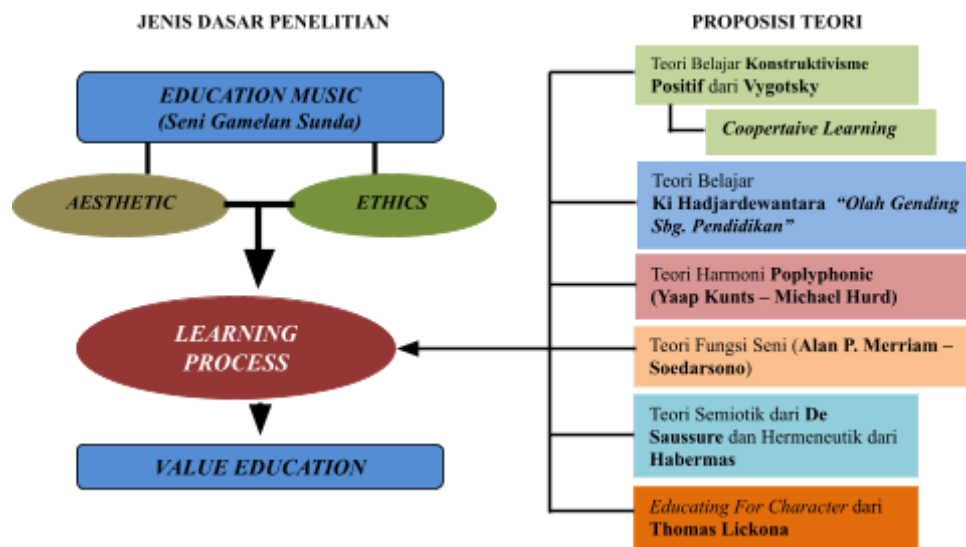 JENIS DASAR PENELITIAN
EDUCATION MUSIC
(Seni Gamelan Sunda)
AESTHETIC
ETHICS
LEARNING
PROCESS
VALUE EDUCATION
PROPOSISI TEORI
Teori Belajar Konstruktivisme
Positif dari Vygotsky
Coopertaive Learning
Teori Belajar
Ki Hadjardewantara “Olah Gending
Sbg. Pendidikan”
Teori Harmoni Poplyphonic
(Yaap Kunts – Michael Hurd)
Teori Fungsi Seni (Alan P. Merriam –
Soedarsono)
Teori Semiotik dari De
Saussure dan Hermeneutik dari
Habermas
Educating For Character dari
Thomas Lickona